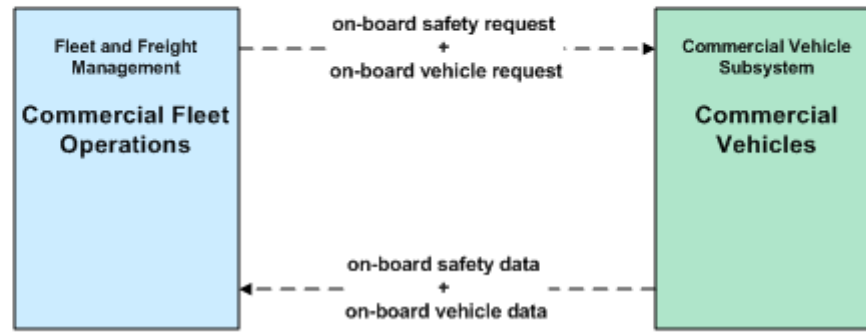 Fleet and Freight
Management
Commercial Fleet
Operations
on-board safety request
+
on-board vehicle request
Commercial Vehicle
Subsystem
Commercial
Vehicles
on-board safety data
+
on-board vehicle data